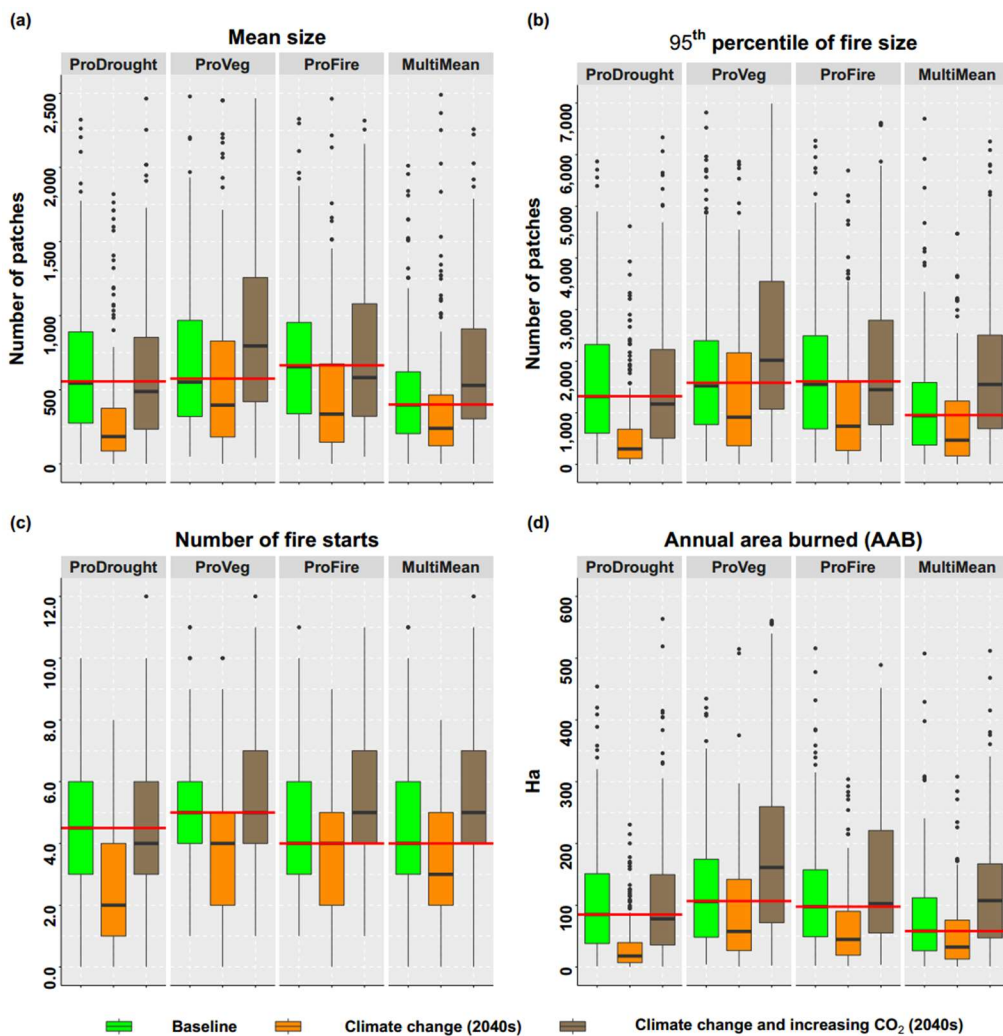 (a)
Mean size
ProDrought ProVeg ProFire MultiMean
Number of patches
2,500
2,000
1,500
1,000
500
0
(b)
95th percentile of fire size
ProDrought ProVeg ProFire MultiMean
Number of patches
7,000
6,000
5,000
4,000
3,000
2,000
1,000
0
(c)
Number of fire starts
ProDrought ProVeg ProFire MultiMean
12.0
10.0
8.0
6.0
4.0
2.0
0.0
(d)
Annual area burned (AAB)
ProDrought ProVeg ProFire MultiMean
Ha
600
500
400
300
200
100
0
Baseline Climate change (2040s) Climate change and increasing CO₂ (2040s)